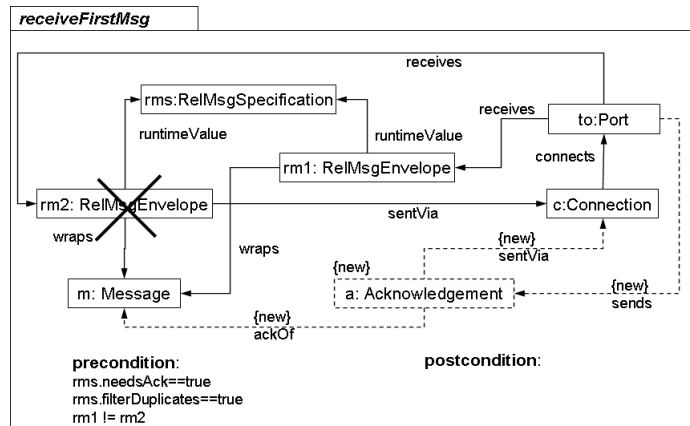 receiveFirstMsg
receives
rms:RelMsgSpecification
receives
to:Port
runtimeValue
runtimeValue
connects
rm1: RelMsgEnvelope
rm2: RelMsgEnvelope
c:Connection
sentVia
wraps
{new}
sentVia
wraps
{new}
m: Message
a: Acknowledgement
{new}
sends
{new}
ackOf
precondition:
postcondition:
rms.needsAck==true
rms.filterDuplicates==true
rm1 != rm2